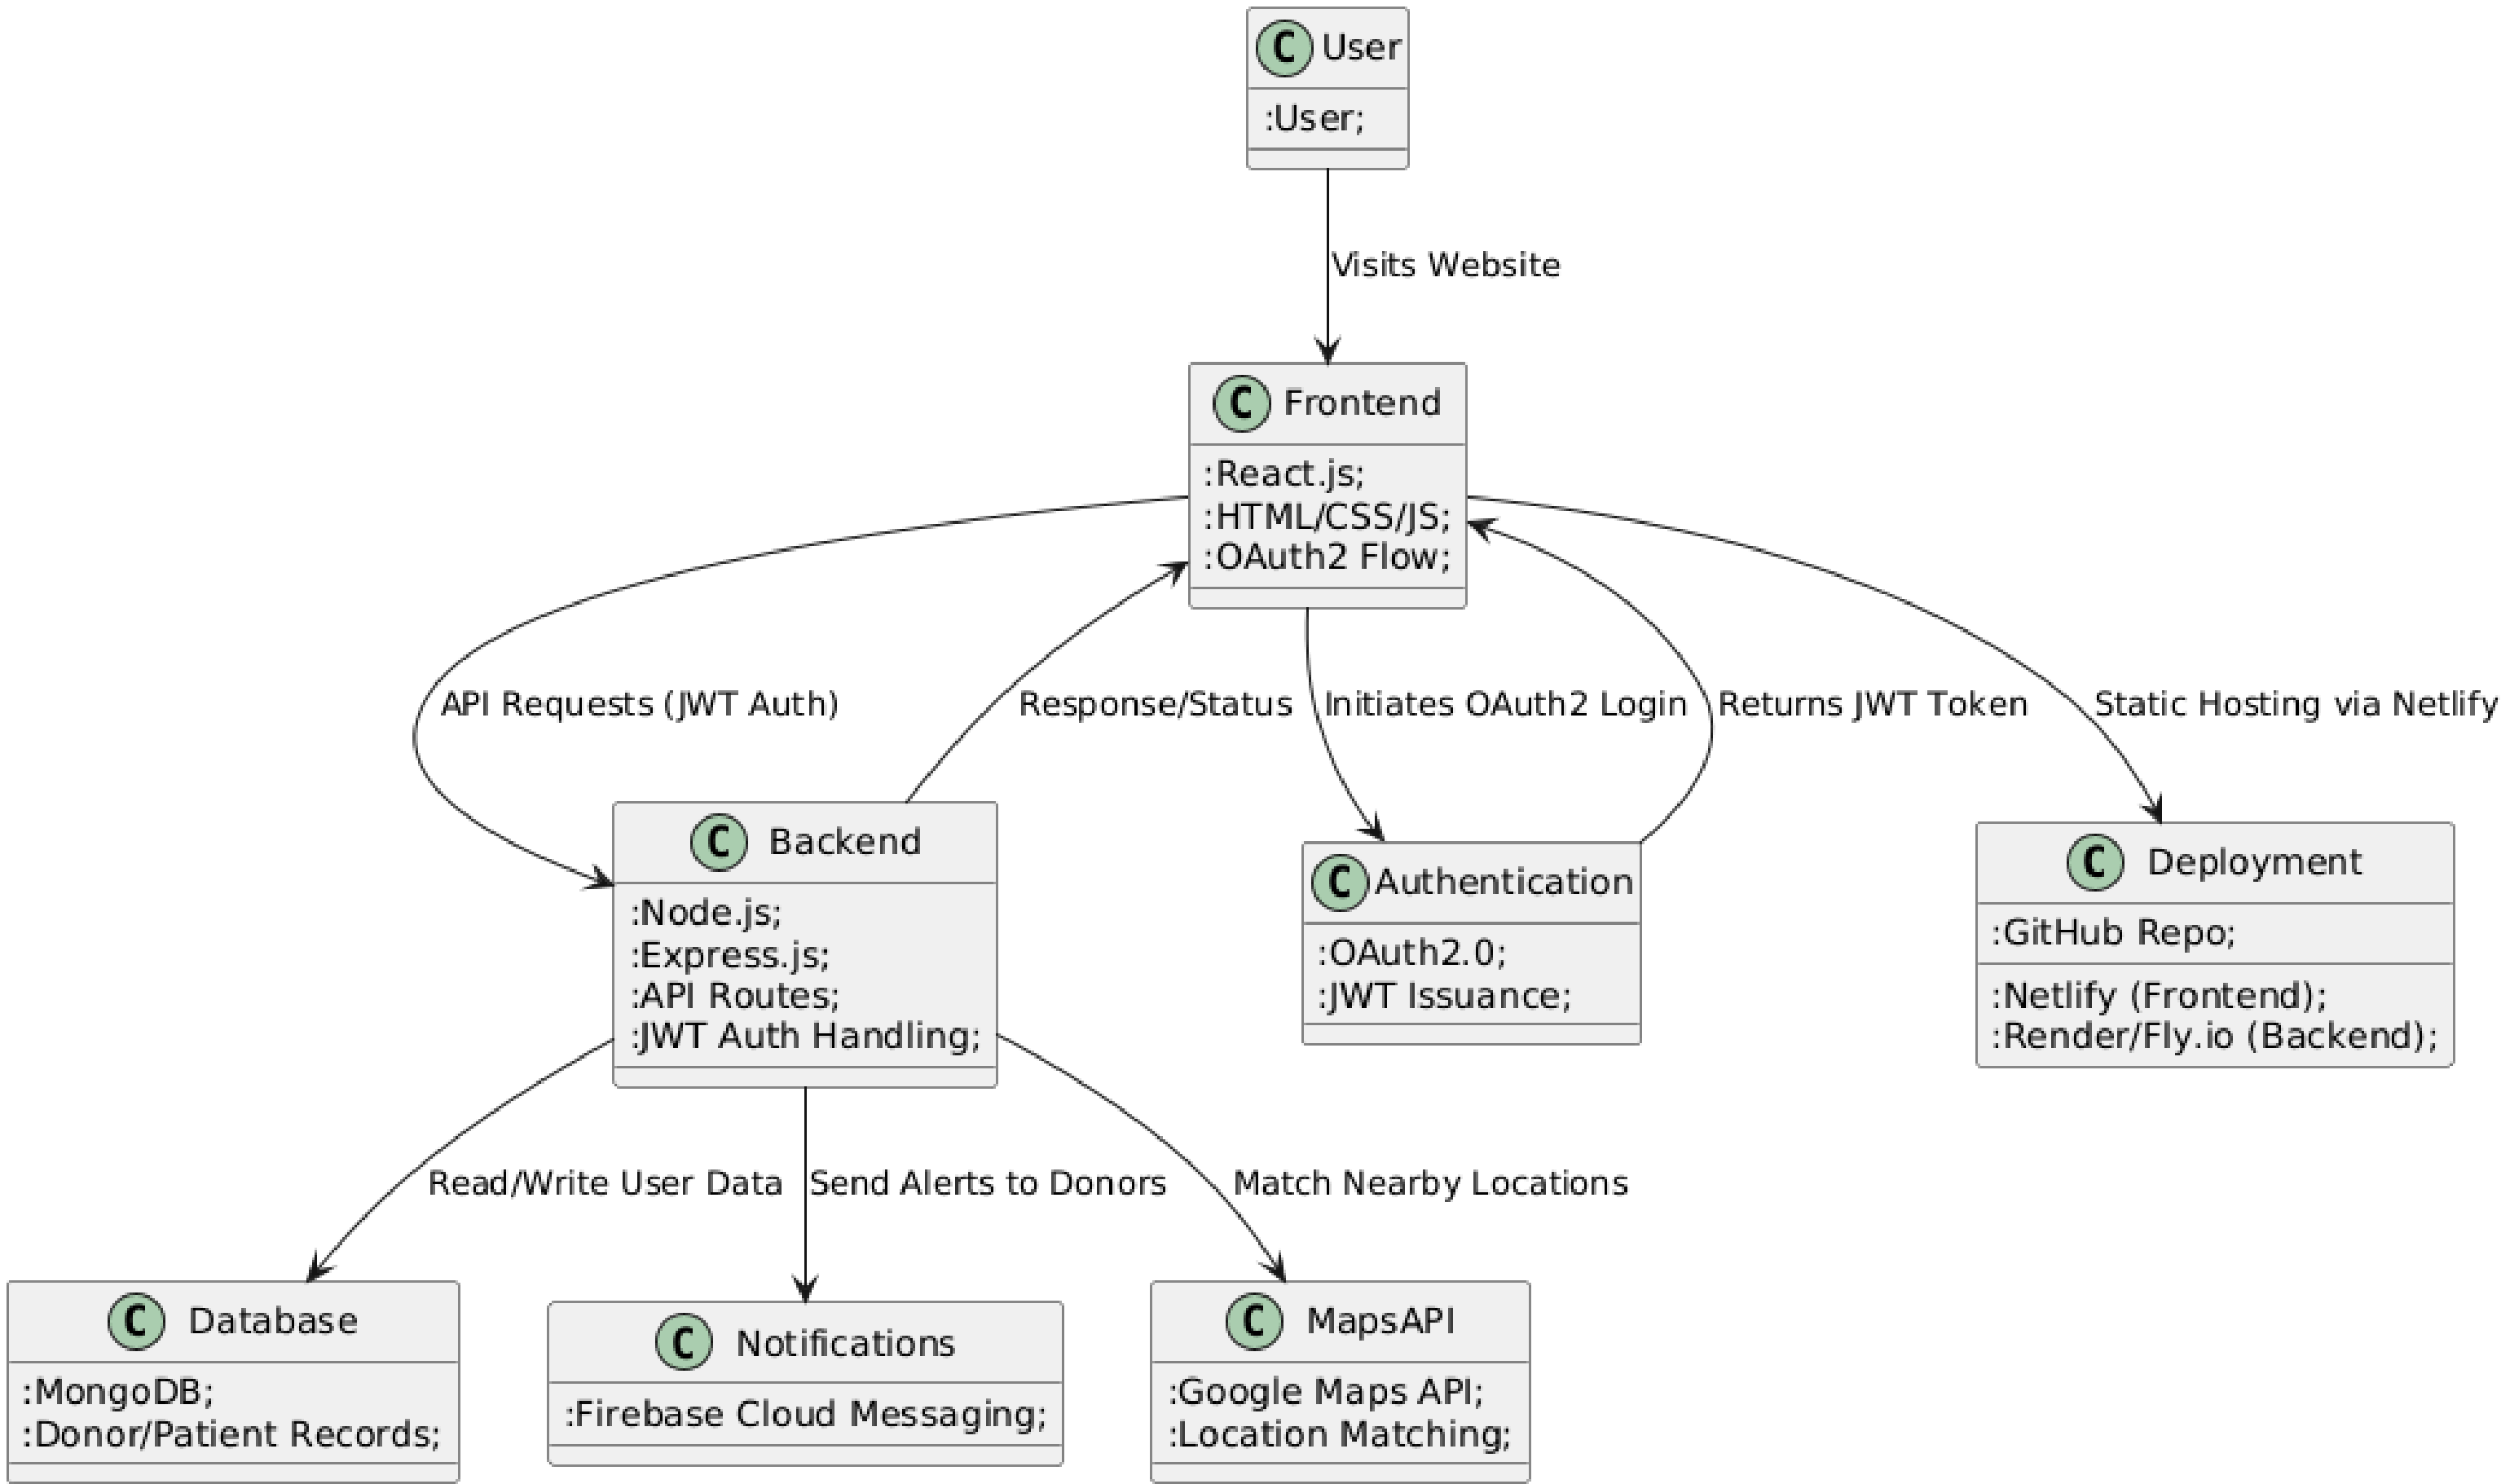 C User
:User;
Visits Website
C Frontend
:React.js;
:HTML/CSS/JS;
:OAuth2 Flow;
API Requests (JWT Auth)
Response/Status
Initiates OAuth2 Login
Returns JWT Token
Static Hosting via Netlify
C Backend
:Node.js;
:Express.js;
:API Routes;
:JWT Auth Handling;
C Authentication
:OAuth2.0;
:JWT Issuance;
C Deployment
:GitHub Repo;
:Netlify (Frontend);
:Render/Fly.io (Backend);
Read/Write User Data
Send Alerts to Donors
Match Nearby Locations
C Database
:MongoDB;
:Donor/Patient Records;
C Notifications
:Firebase Cloud Messaging;
C MapsAPI
:Google Maps API;
:Location Matching;